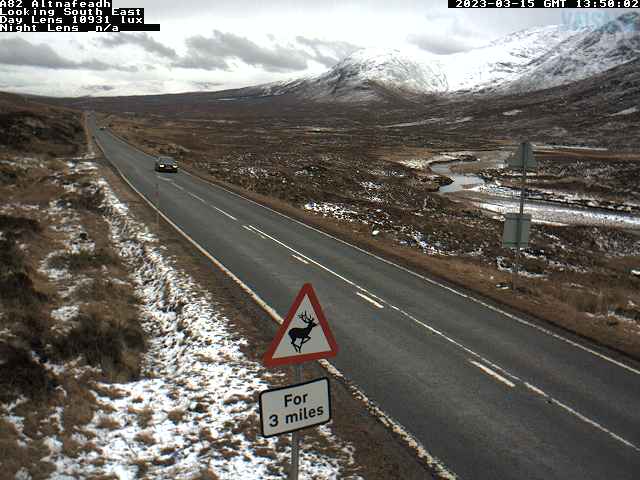 A82 Altnafeadh
Looking South East
Day Lens 10931 lux
Night Lens n/a
2023-03-15 GMT 13:50:02
VAISALA
For
3 miles